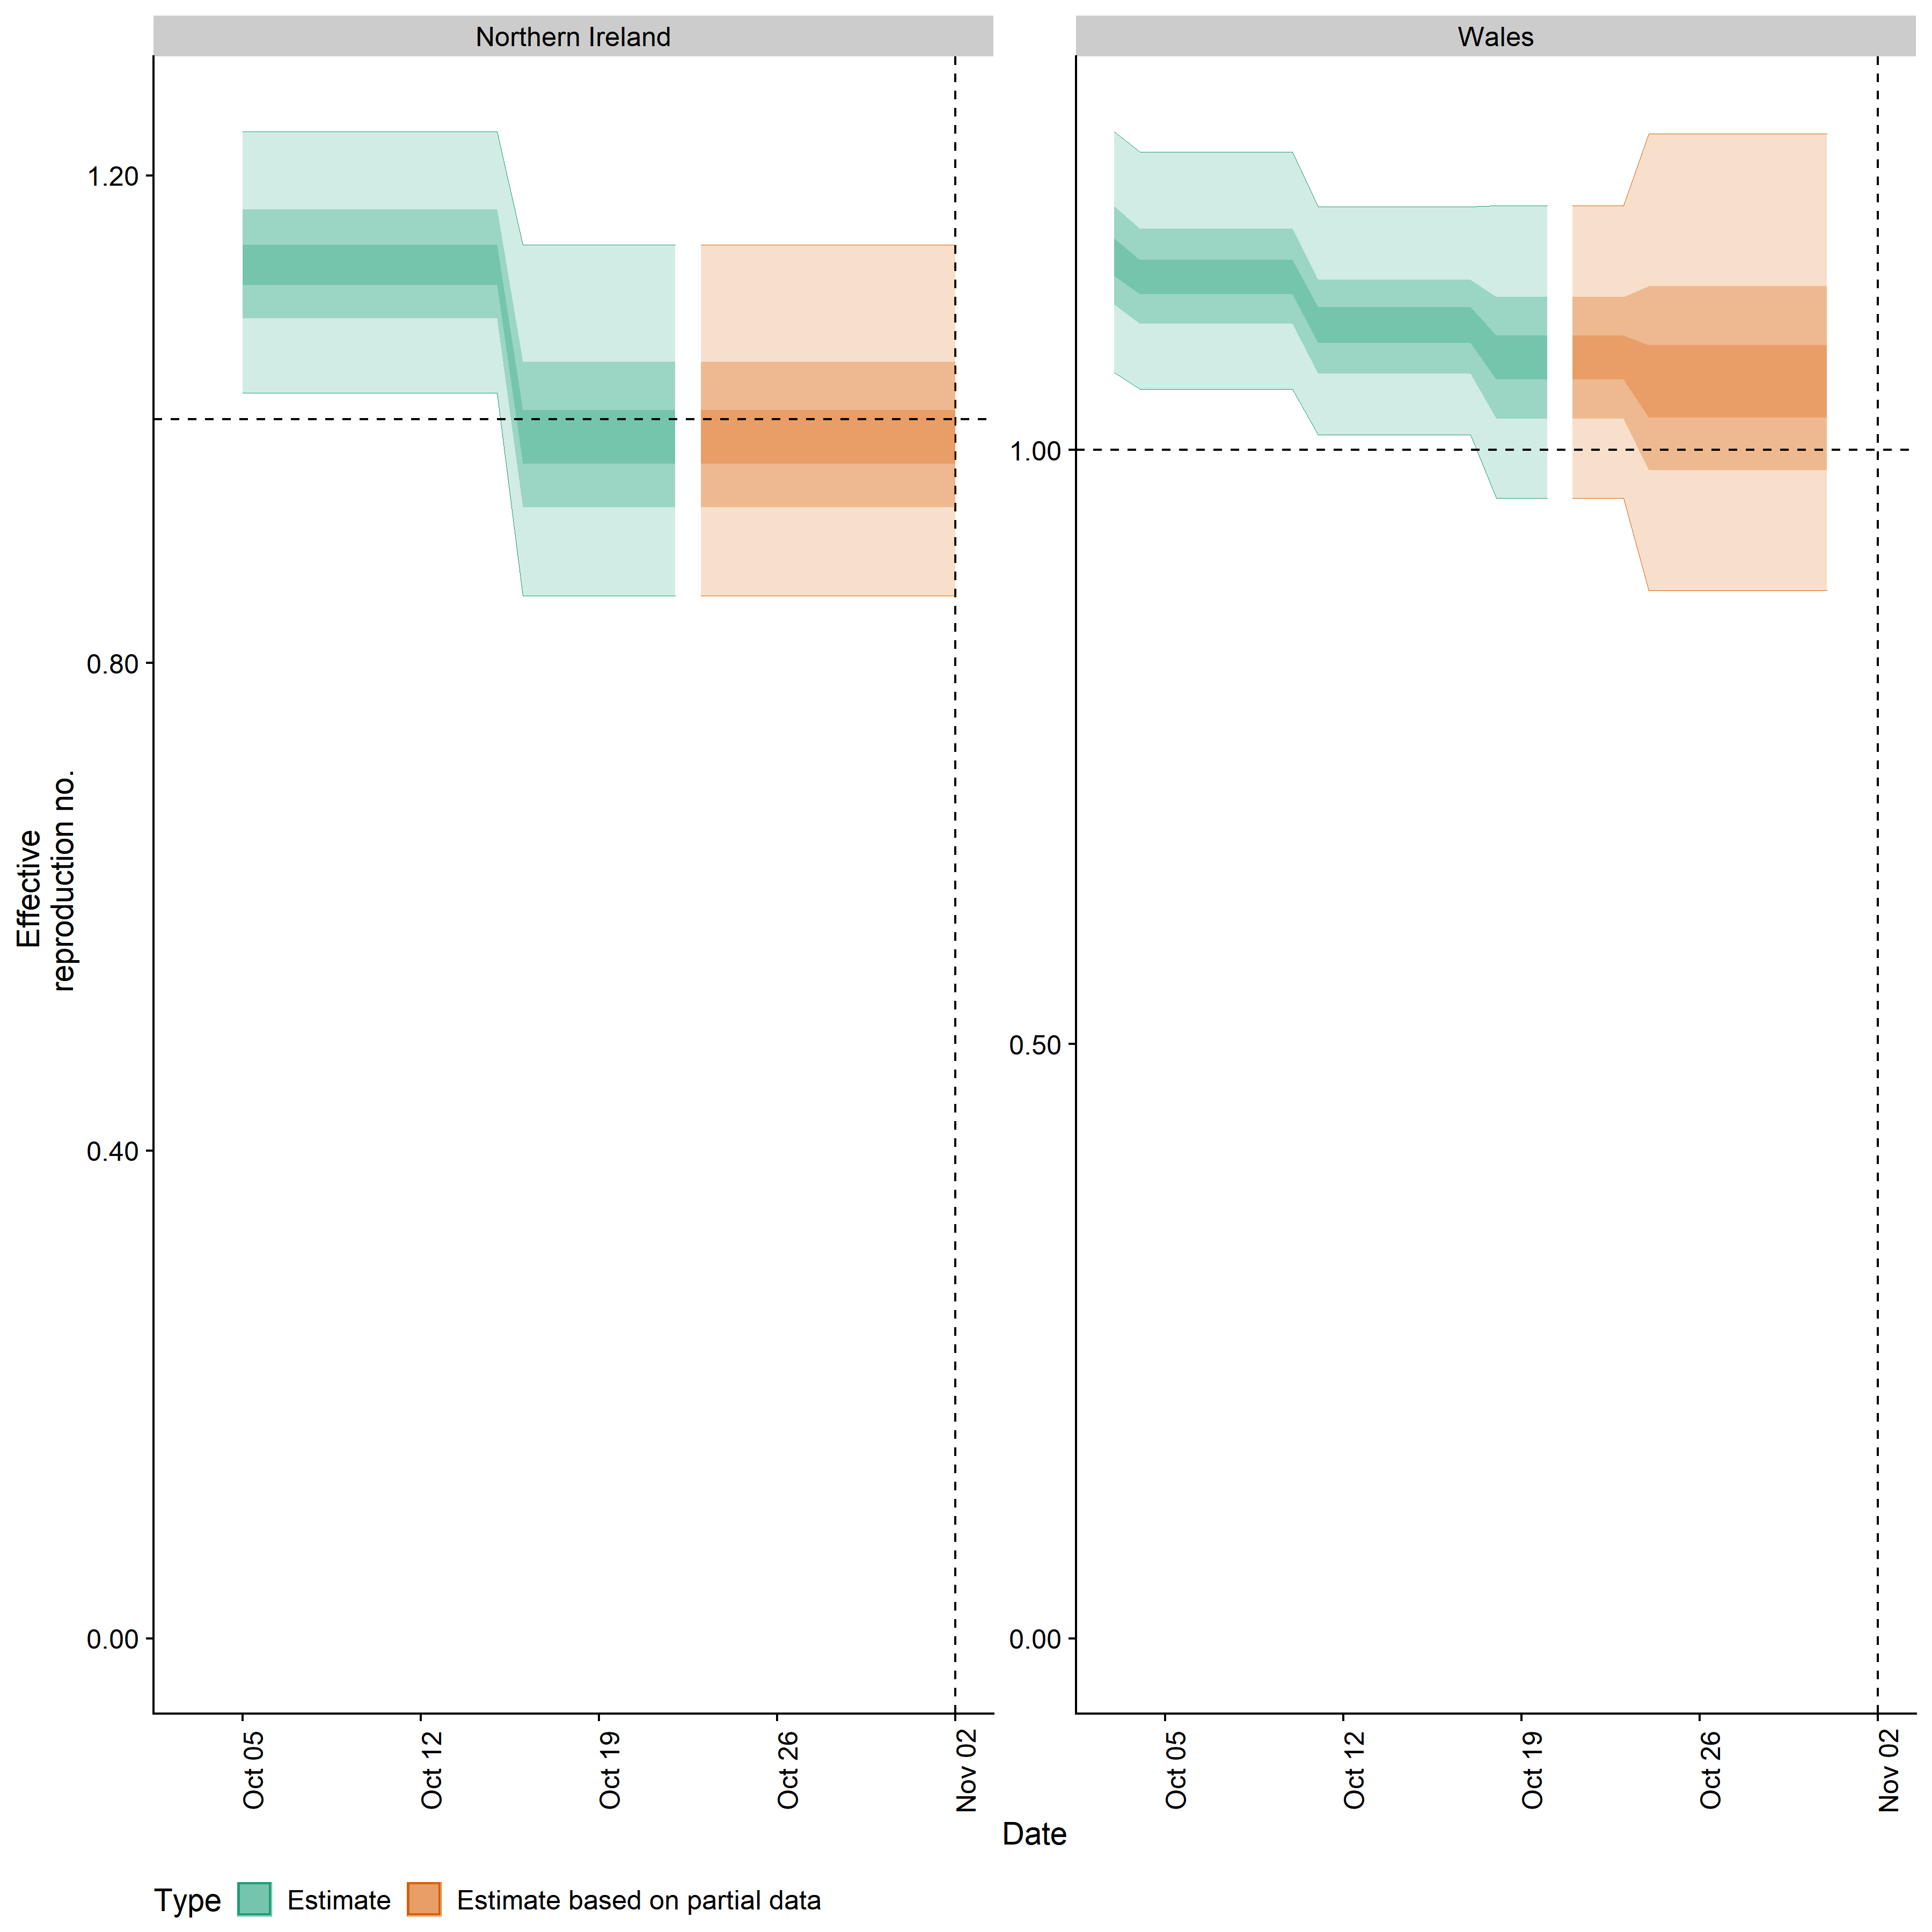 Northern Ireland
Wales
Effective
reproduction no.
1.20
0.80
0.40
0.00
1.00
0.50
0.00
Oct 05
Oct 12
Oct 19
Oct 26
Nov 02
Oct 05
Oct 12
Oct 19
Oct 26
Nov 02
Date
Type Estimate Estimate based on partial data